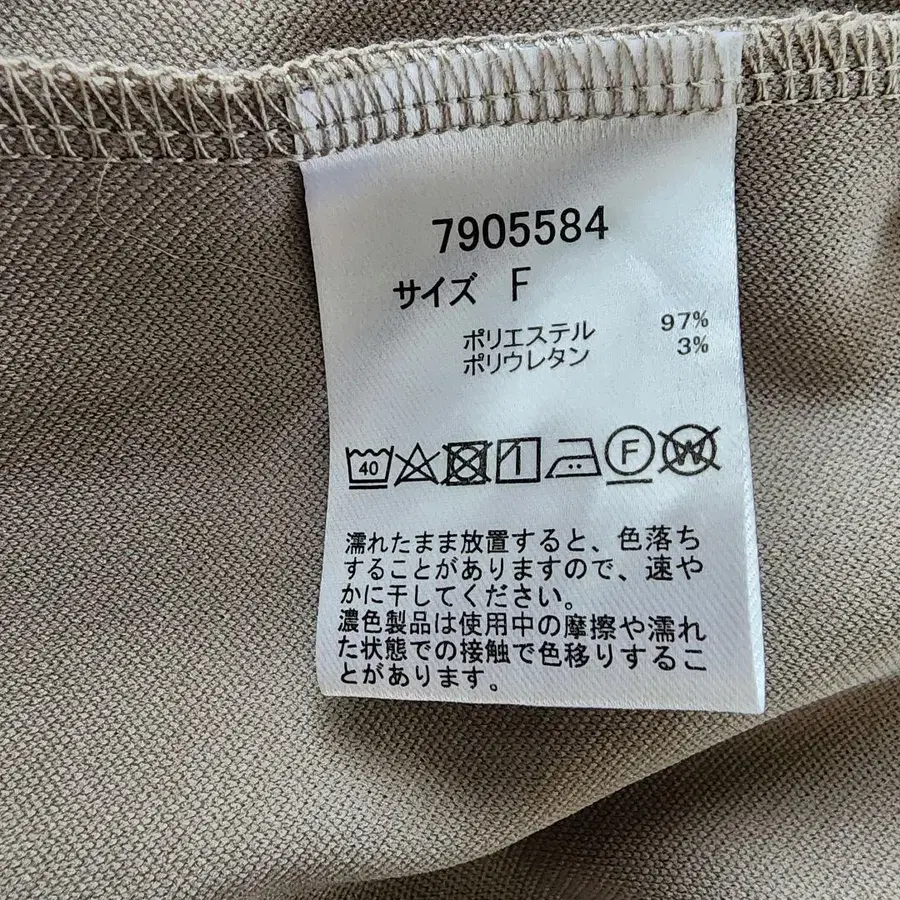 7905584
サイズ F
ポリエステル 97%
ポリウレタン 3%
40 F W
濡れたまま放置すると、色落ち
することがありますので、速や
かに干してください。
濃色製品は使用中の摩擦や濡れ
た状態での接触で色移りするこ
とがあります。